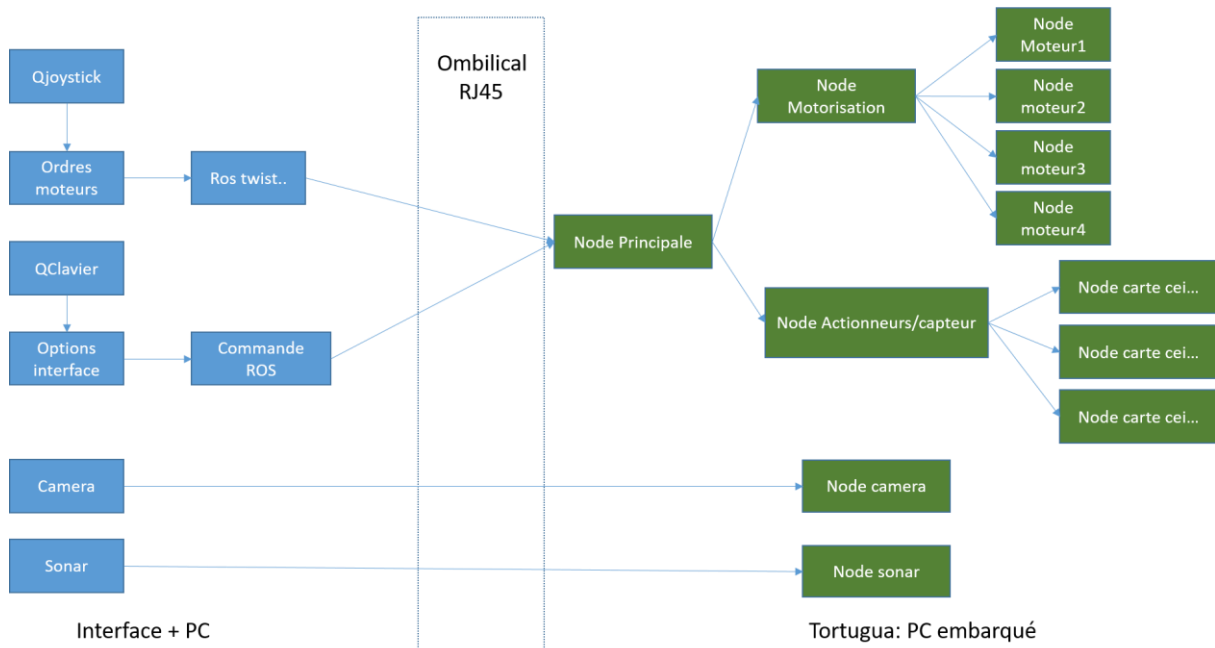 Qjoystick
Ordres
moteurs
Ros twist..
QClavier
Options
interface
Commande
ROS
Camera
Sonar
Interface + PC
Ombilical
RJ45
Node Principale
Node
Motorisation
Node
Moteur1
Node
moteur2
Node
moteur3
Node
moteur4
Node Actionneurs/capteur
Node carte cei...
Node carte cei...
Node carte cei...
Node camera
Node sonar
Tortugua: PC embarqué